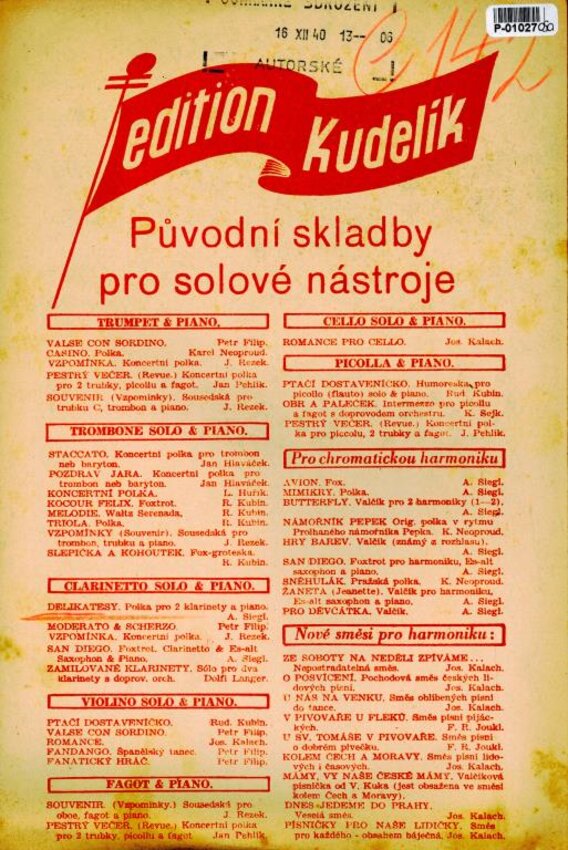 OCHRANNÉ SDRUŽENÍ
16 XII 40 13-- 06
AUTORSKÉ
C 142
P-01027
edition Kudelík
Původní skladby
pro solové nástroje
TRUMPET & PIANO.
VALSE CON SORDINO. Petr Filip.
CASINO. Polka. Karel Neoproud.
VZPOMÍNKA. Koncertní polka. J. Rezek.
PESTRÝ VEČER. (Revue.) Koncertní polka
pro 2 trubky, picollu a fagot. Jan Pehlík.
SOUVENIR (Vzpomínky). Sousedská pro
trubku C, trombon a piano. J. Rezek.
TROMBONE SOLO & PIANO.
STACCATO. Koncertní polka pro trombon
neb baryton. Jan Hlaváček.
POZDRAV JARA. Koncertní polka pro
trombon neb baryton. Jan Hlaváček.
KONCERTNÍ POLKA. L. Huřík.
KOCOUR FELIX. Foxtrot. R. Kubín.
MELODIE. Waltz Serenada. R. Kubín.
TRIOLA. Polka. R. Kubín.
VZPOMÍNKY (Souvenir). Sousedská pro
trombon, trubku a piano. J. Rezek.
SLEPIČKA A KOHOUTEK. Fox-groteska.
R. Kubín.
CLARINETTO SOLO & PIANO.
DELIKATESY. Polka pro 2 klarinety a piano.
A. Siegl.
MODERATO & SCHERZO. Petr Filip.
VZPOMÍNKA. Koncertní polka. J. Rezek.
SAN DIEGO. Foxtrot. Clarinetto & Es-alt
Saxophon & Piano. A. Siegl.
ZAMILOVANÉ KLARINETY. Sólo pro dva
klarinety s doprov. orch. Dolfi Langer.
VIOLINO SOLO & PIANO.
PTAČÍ DOSTAVENÍČKO. Rud. Kubín.
VALSE CON SORDINO. Petr Filip.
ROMANCE. Jos. Kalach.
FANDANGO. Španělský tanec. Petr Filip.
FANATICKÝ HRÁČ. Petr Filip.
FAGOT & PIANO.
SOUVENIR. (Vzpomínky.) Sousedská pro
oboe, fagot a piano. J. Rezek.
PESTRÝ VEČER. (Revue.) Koncertní polka
pro 2 trubky, picollu a fagot. Jan Pehlík.
CELLO SOLO & PIANO.
ROMANCE PRO CELLO. Jos. Kalach.
PICOLLA & PIANO.
PTAČÍ DOSTAVENÍČKO. Humoreska pro
picollo (flauto) solo & piano. Rud Kubín.
OBR A PALEČEK. Intermezzo pro picollu
a fagot s doprovodem orchestru. K. Sejk.
PESTRÝ VEČER. (Revue.) Koncertní pol-
ka pro piccolu, 2 trubky a fagot. J. Pehlík.
Pro chromatickou harmoniku
AVION. Fox. A. Siegl.
MIMIKRY. Polka. A. Siegl.
BUTTERFLY. Valčík pro 2 harmoniky (1—2).
A. Siegl.
NÁMOŘNÍK PEPEK Orig. polka v rytmu
Prolhaného námořníka Pepka. K. Neoproud.
HRY BAREV. Valčík (známý z rozhlasu).
A. Siegl.
SAN DIEGO. Foxtrot pro harmoniku, Es-alt
saxophon a piano. A. Siegl.
SNĚHULÁK. Pražská polka. K. Neoproud.
ŽANETA (Jeanette). Valčík pro harmoniku,
Es-alt saxophon a piano. A. Siegl.
PRO DĚVČÁTKA. Valčík. A. Siegl.
Nové směsi pro harmoniku:
ZE SOBOTY NA NEDĚLI ZPÍVÁME...
Nepostradatelná směs. Jos. Kalach.
O POSVÍCENÍ. Pochodová směs českých li-
dových písní. Jos. Kalach.
U NÁS NA VENKU. Směs oblíbených písní
do tance. Jos. Kalach.
V PIVOVAŘE U FLEKŮ. Směs písní piják-
kých. F. R. Joukl.
U SV. TOMÁŠE V PIVOVAŘE. Směs písní
o dobrém pivečku. F. R. Joukl.
KOLEM ČECH A MORAVY. Směs písní lido-
vých i časových. Jos. Kalach.
MÁMY, VY NAŠE ČESKÉ MÁMY. Valčíková
písnička od V. Kuka (jest obsažena ve směsi
kolem Čech a Moravy).
DNES JEDEME DO PRAHY.
Veselá směs. Jos. Kalach.
PÍSNIČKY PRO NAŠE LIDIČKY. Směs
pro každého - obsahem báječná. Jos. Kalach.